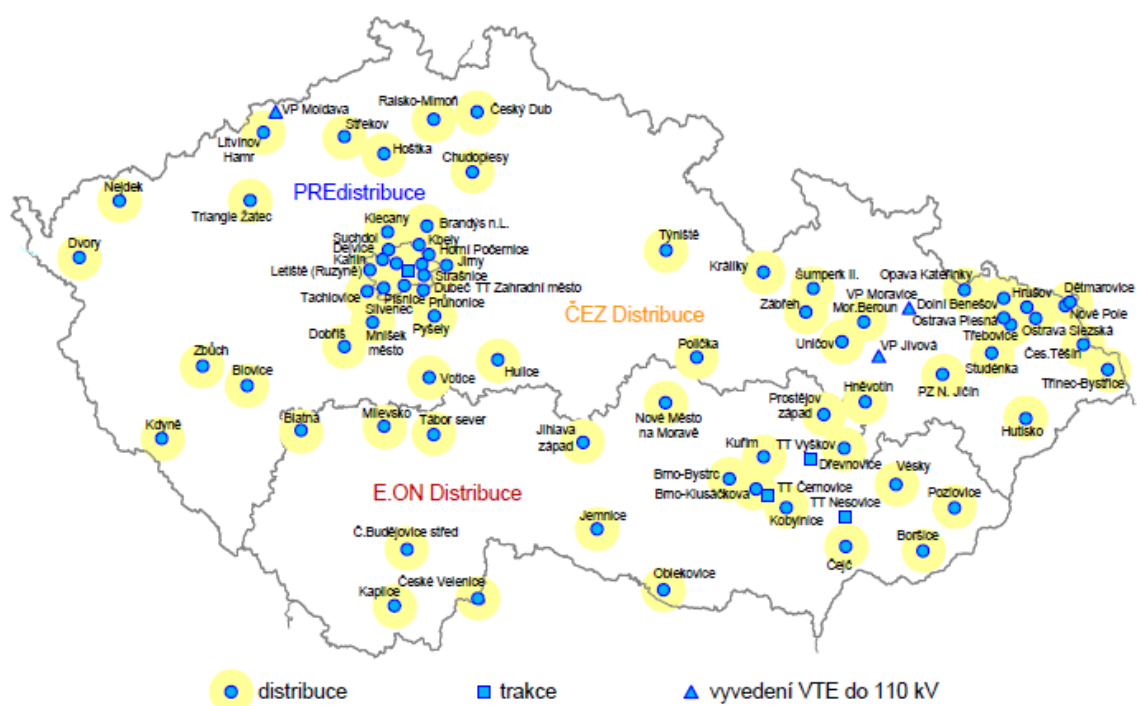 Ralsko-Mimoň
Český Dub
VP Moldava
Střekov
Litvínov
Hamr
Hoštka
Chudoplesy
Nejdek
PREdistribuce
Triangle Žatec
Klecany
Brandýs n.L.
Suchdol
Dejvice
Kbely
Horní Počernice
Karlín
Jirny
Letiště (Ruzyně)
Strašnice
Dubeč TT Zahradní město
Tachlovice
Písnice
Průhonice
Slivenec
Mníšek
město
Pyšely
Dobříš
Dvory
Týniště
Králíky
Šumperk II.
Opava Kateřinky
Dětmarovice
Zábřeh
VP Moravice
Dolní Benešov
Hrušov
Mor.Beroun
Nové Pole
Ostrava Plesná
Ostrava Slezská
ČEZ Distribuce
Třebovice
Uničov
VP Jívová
Studénka
Čes.Těšín
Polička
Třinec-Bystřice
PZ N. Jičín
Zbůch
Blovice
Votice
Hulice
Hněvotín
Prostějov
západ
Nové Město
na Moravě
Hutisko
Kdyně
Blatná
Milevsko
Tábor sever
Jihlava
západ
Kuřim
TT Vyškov
Dřevnovice
Brno-Bystrc
Brno-Klusáčkova
TT Černovice
Věsky
TT Nesovice
Pozlovice
Kobylnice
E.ON Distribuce
Jemnice
Č.Budějovice střed
Čejč
Boršice
Kaplice
České Velenice
Oblekovice
distribuce
trakce
vyvedení VTE do 110 kV